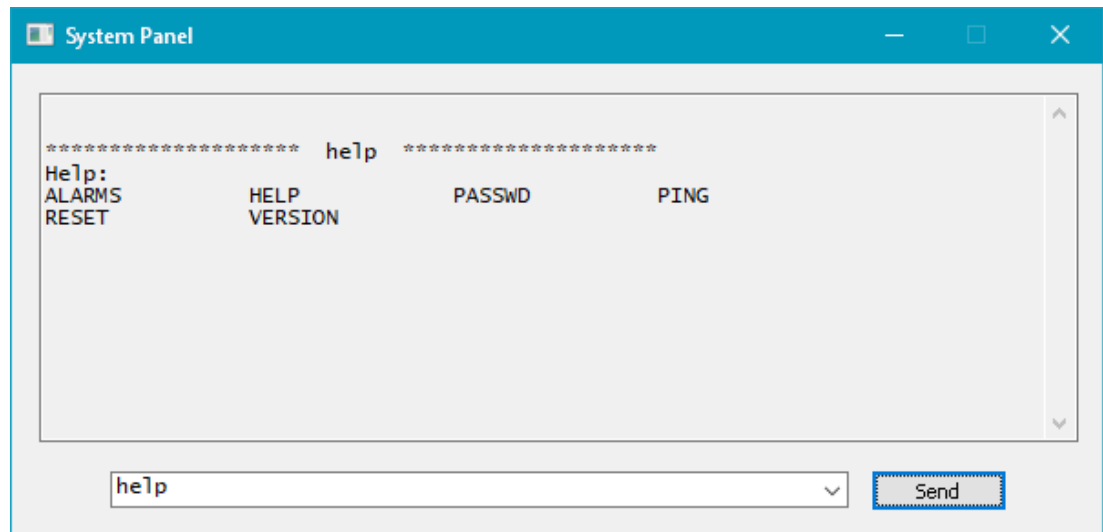 System Panel
******************** help ********************
Help:
ALARMS HELP PASSWD PING
RESET VERSION
help
Send